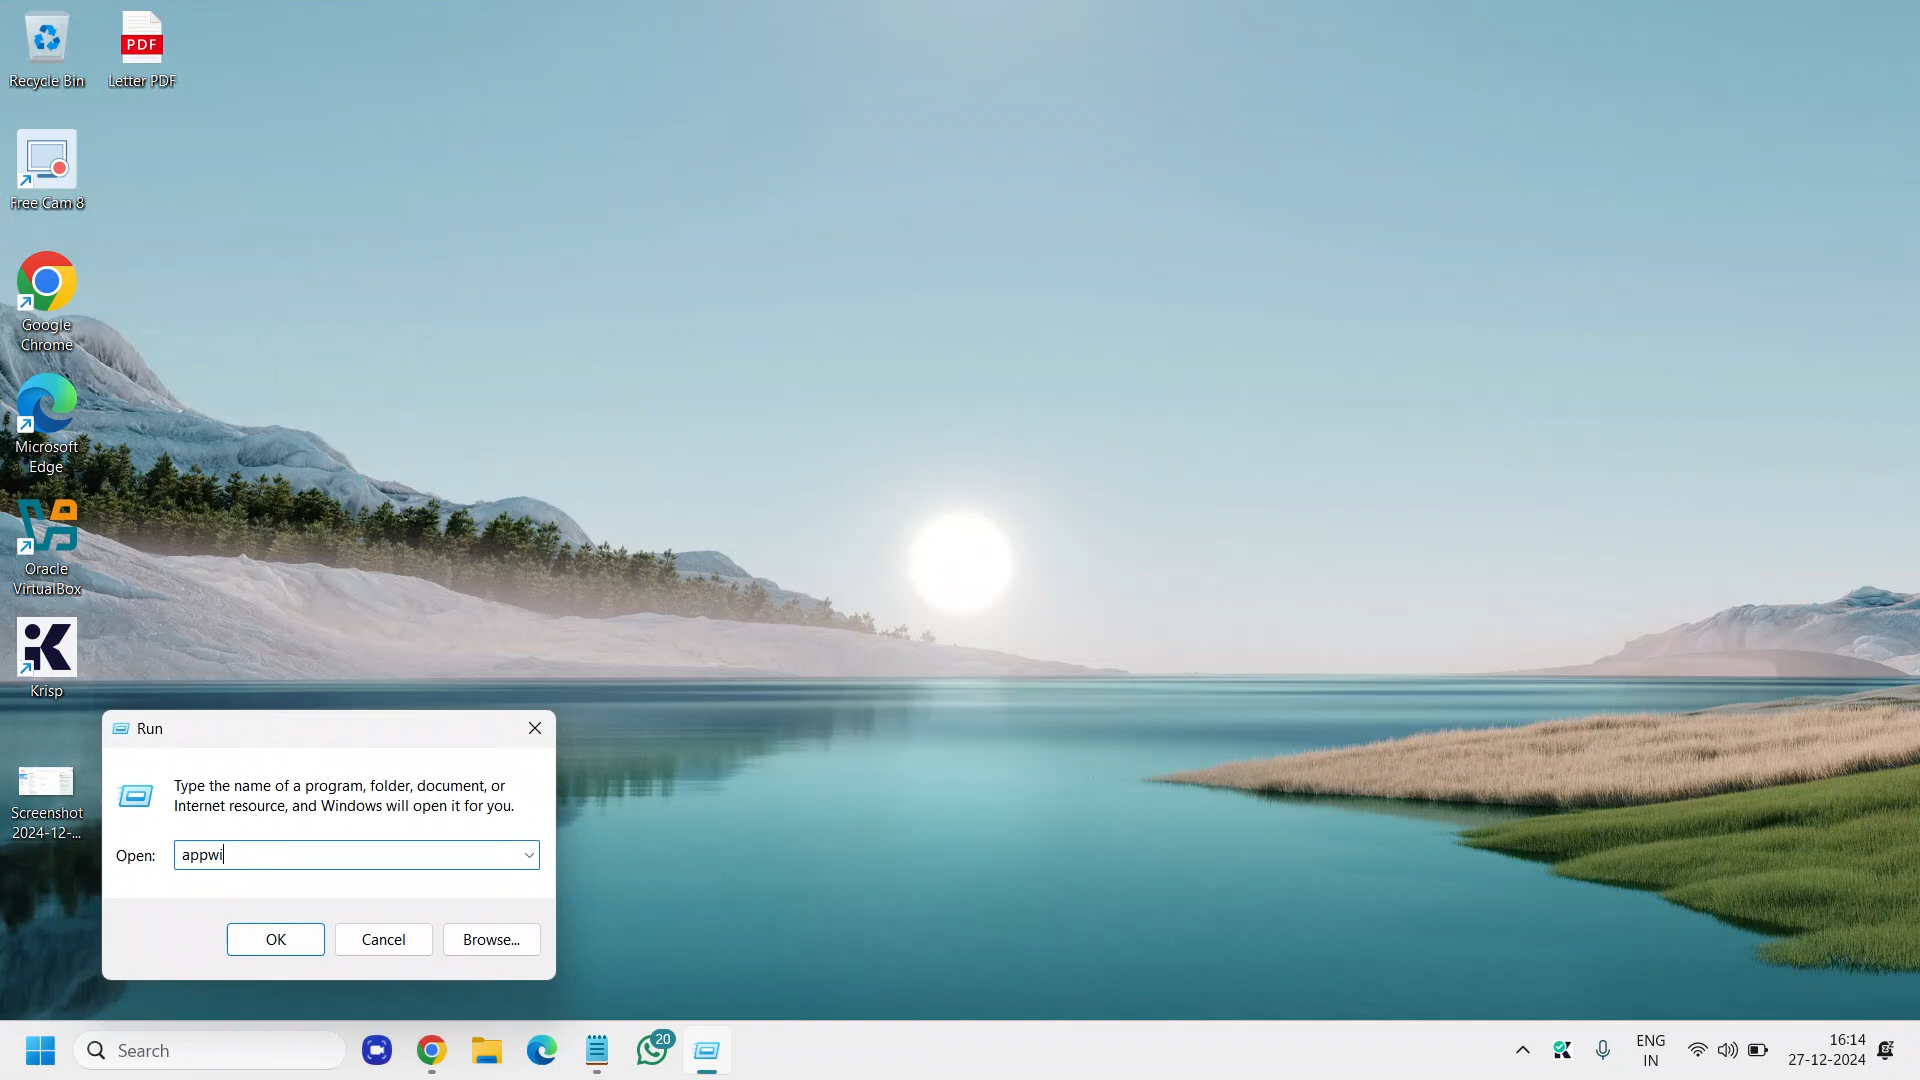 Recycle Bin
PDF
Letter PDF
Free Cam 8
Google
Chrome
Microsoft
Edge
Oracle
VirtualBox
Krisp
Screenshot
2024-12-...
Run
Type the name of a program, folder, document, or
Internet resource, and Windows will open it for you.
Open: appwi
OK Cancel Browse...
Search
20
ENG
IN
16:14
27-12-2024